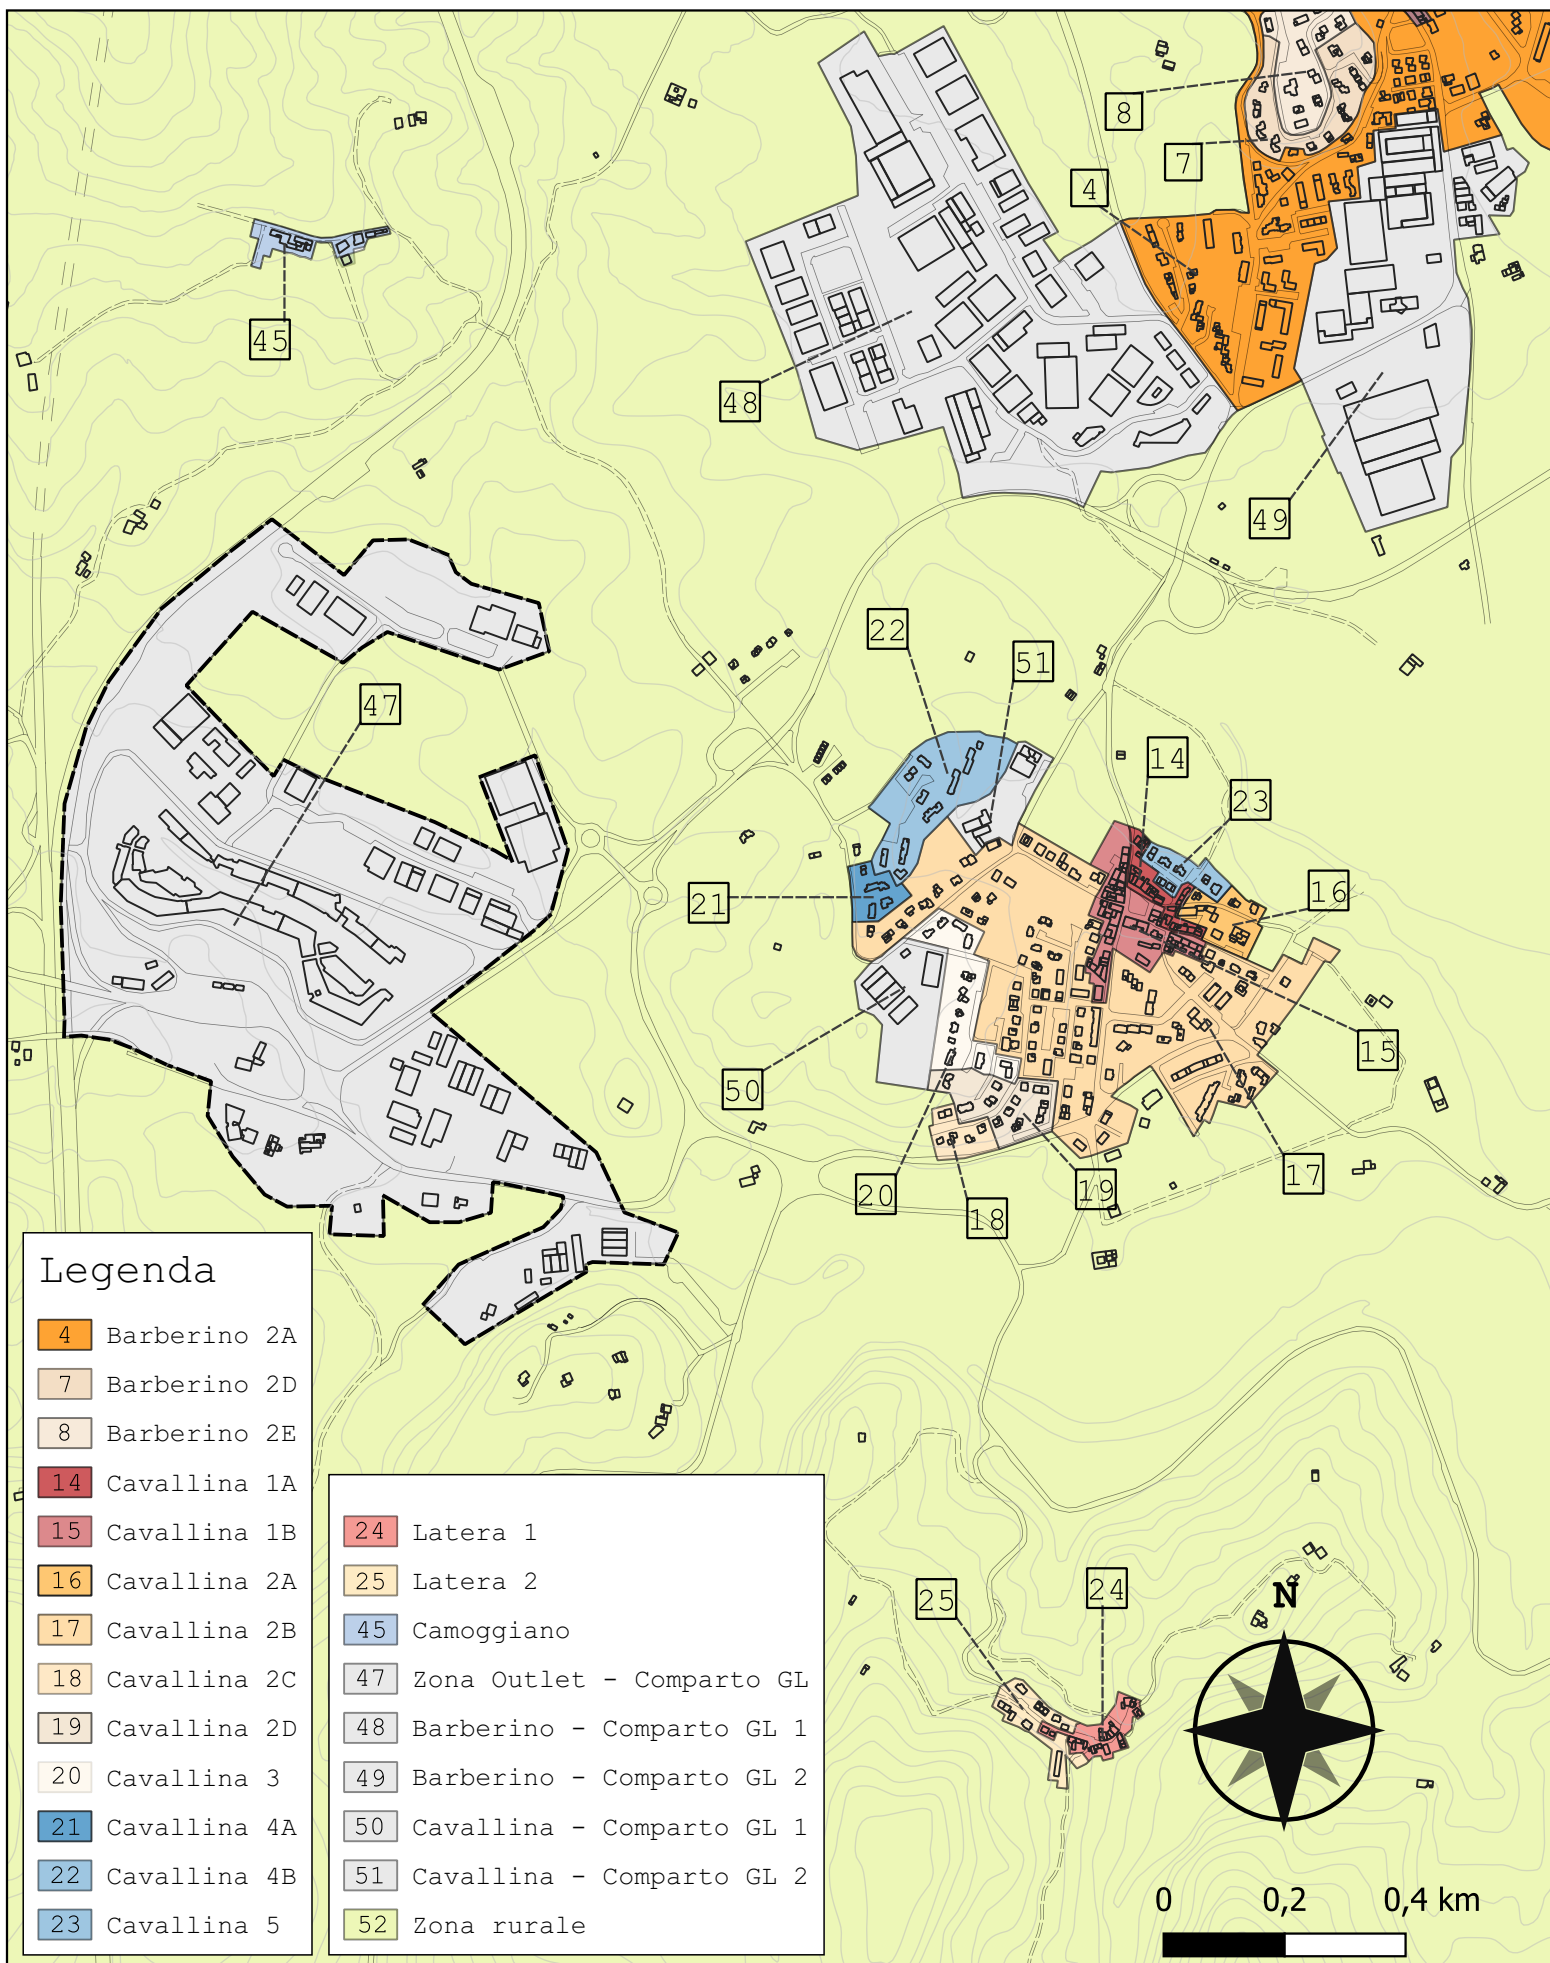 8
7
4
45
48
49
22
51
47
14
23
16
21
15
50
17
20
19
18
Legenda
4 Barberino 2A
7 Barberino 2D
8 Barberino 2E
14 Cavallina 1A
15 Cavallina 1B
16 Cavallina 2A
17 Cavallina 2B
18 Cavallina 2C
19 Cavallina 2D
20 Cavallina 3
21 Cavallina 4A
22 Cavallina 4B
23 Cavallina 5
24 Latera 1
25 Latera 2
45 Camoggiano
47 Zona Outlet - Comparto GL
48 Barberino - Comparto GL 1
49 Barberino - Comparto GL 2
50 Cavallina - Comparto GL 1
51 Cavallina - Comparto GL 2
52 Zona rurale
25
24
N
0 0,2 0,4 km